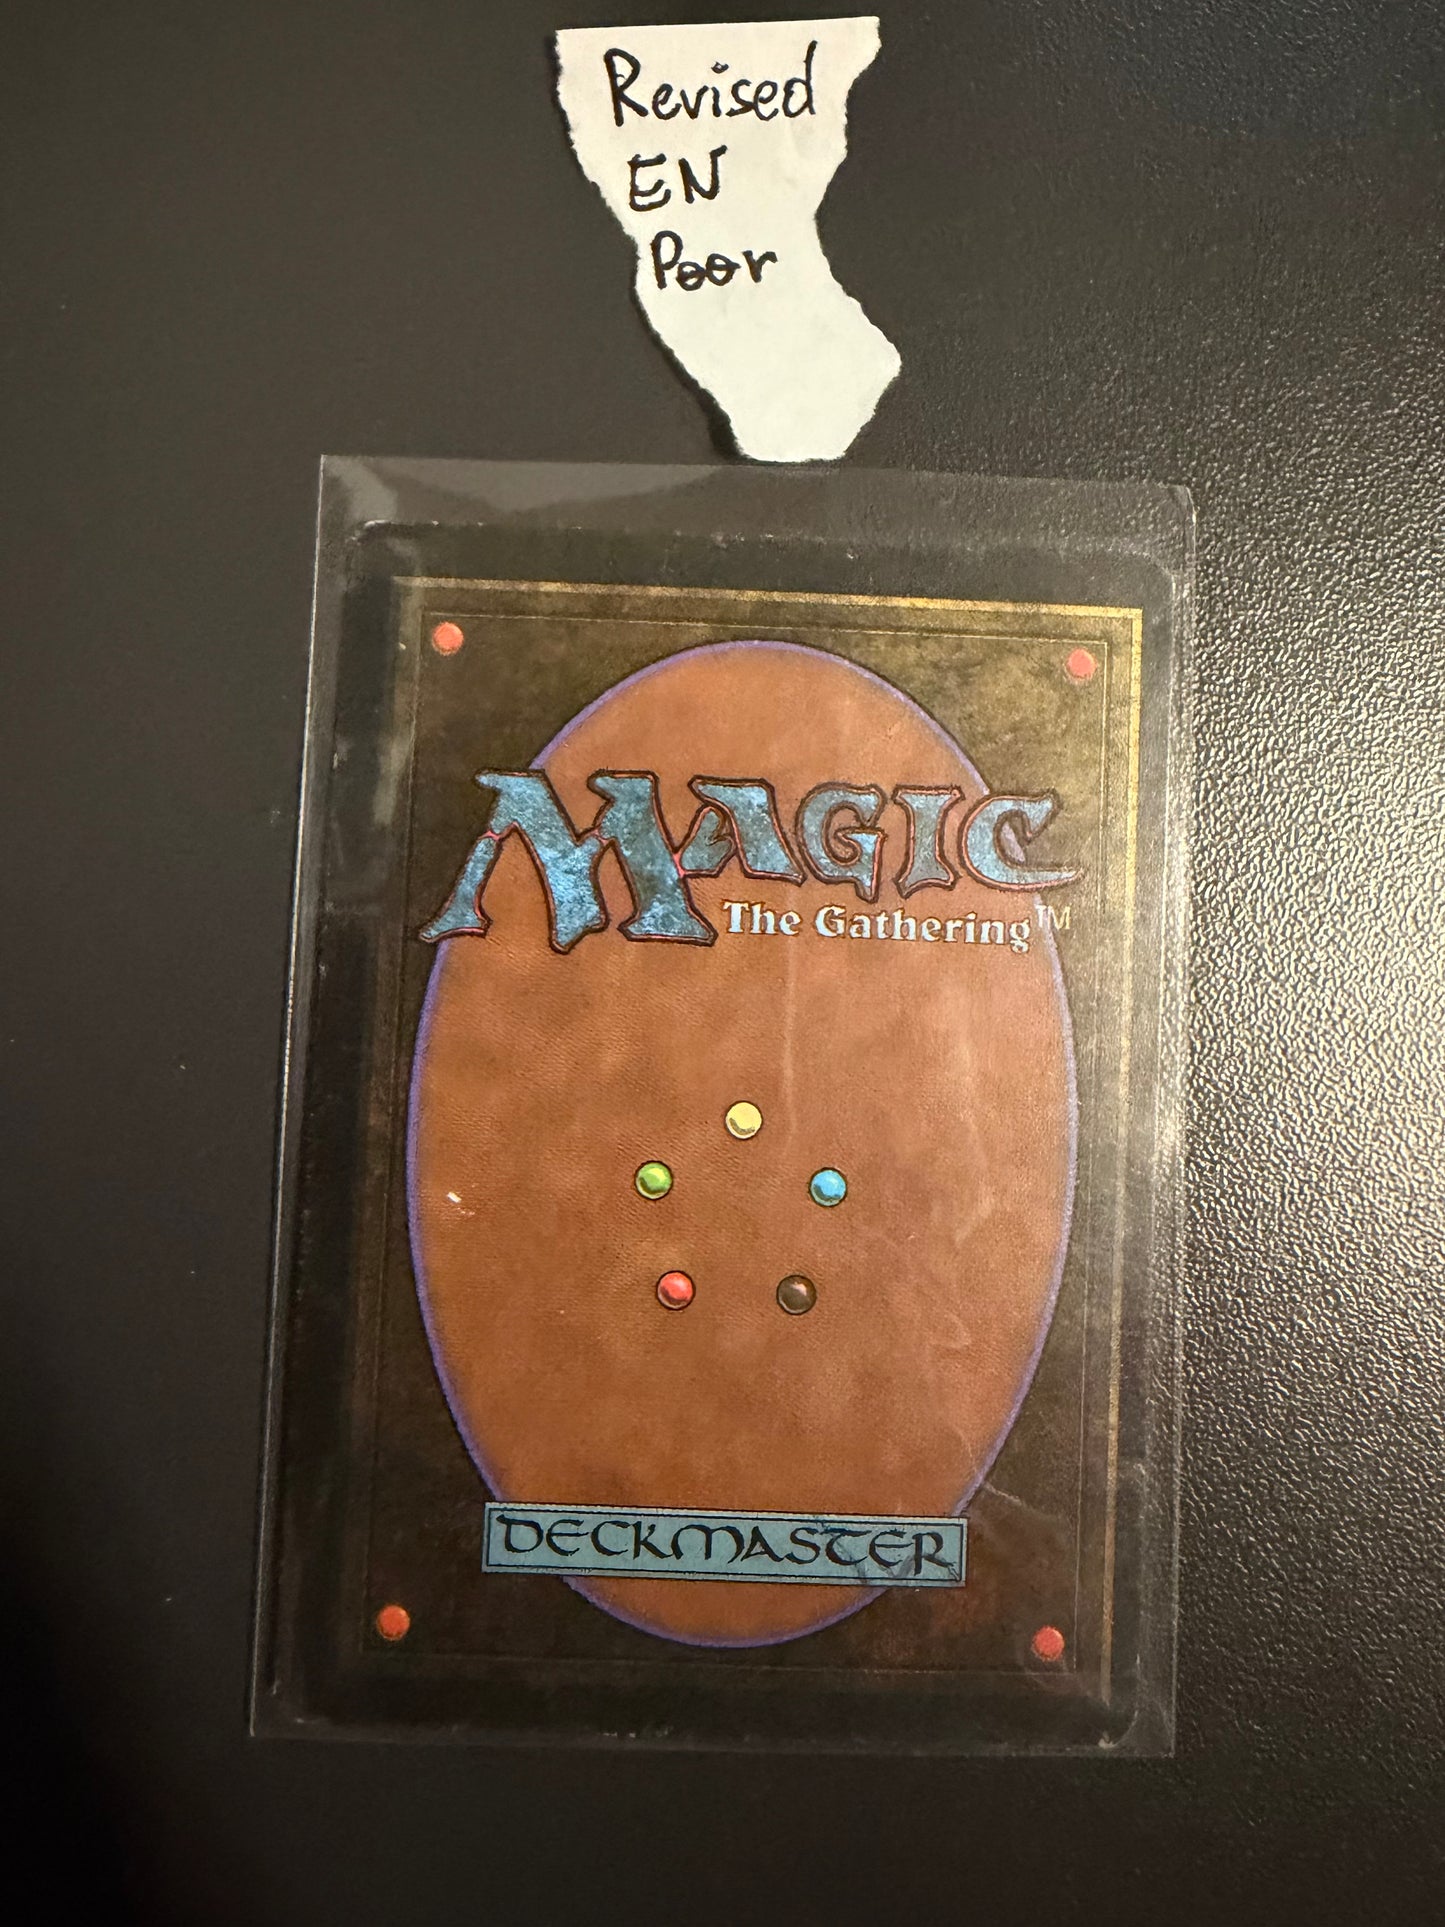 Revised
EN
Poor
MAGIC
The Gathering™
DECKMASTER